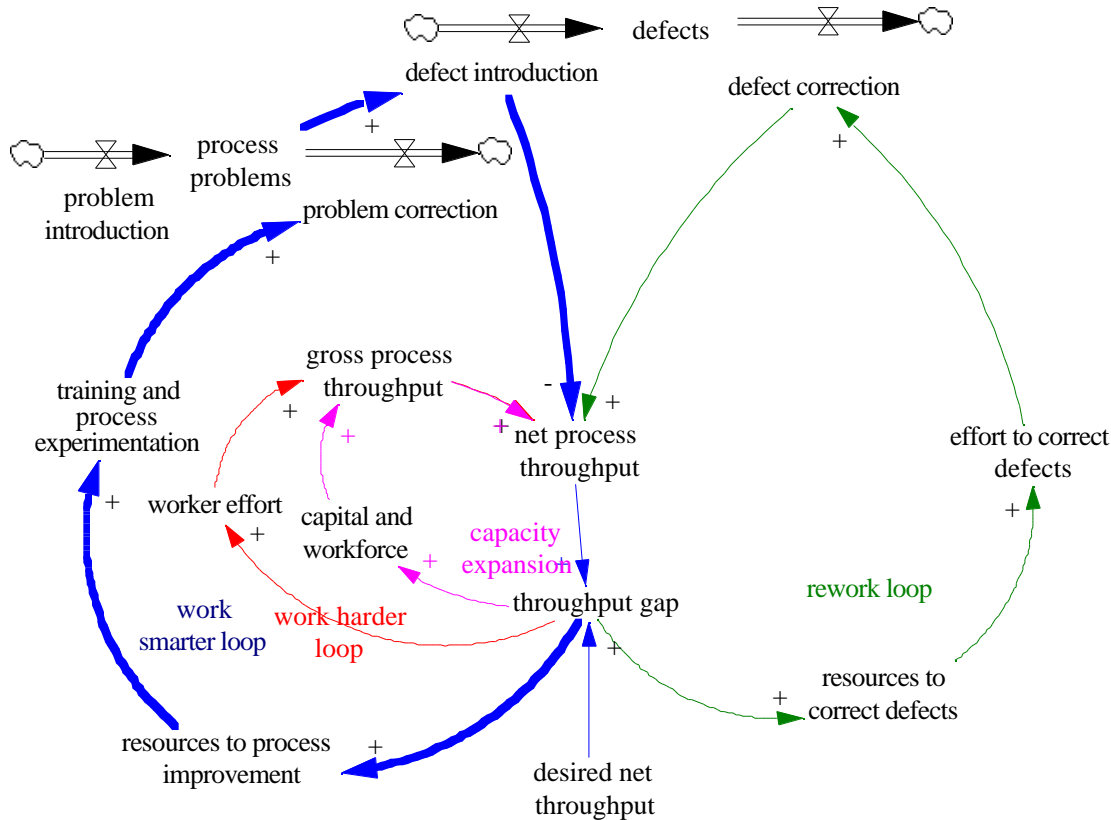 defects
defect introduction
defect correction
+
+
process
problems
problem
introduction
problem correction
+
gross process
throughput
-
+
training and
process
experimentation
+
+
+
net process
throughput
effort to correct
defects
+
worker effort
+
capital and
workforce
capacity
expansion
+
+
+
throughput gap
work
smarter loop
work harder
loop
rework loop
+
resources to
correct defects
+
resources to process
improvement
+
desired net
throughput